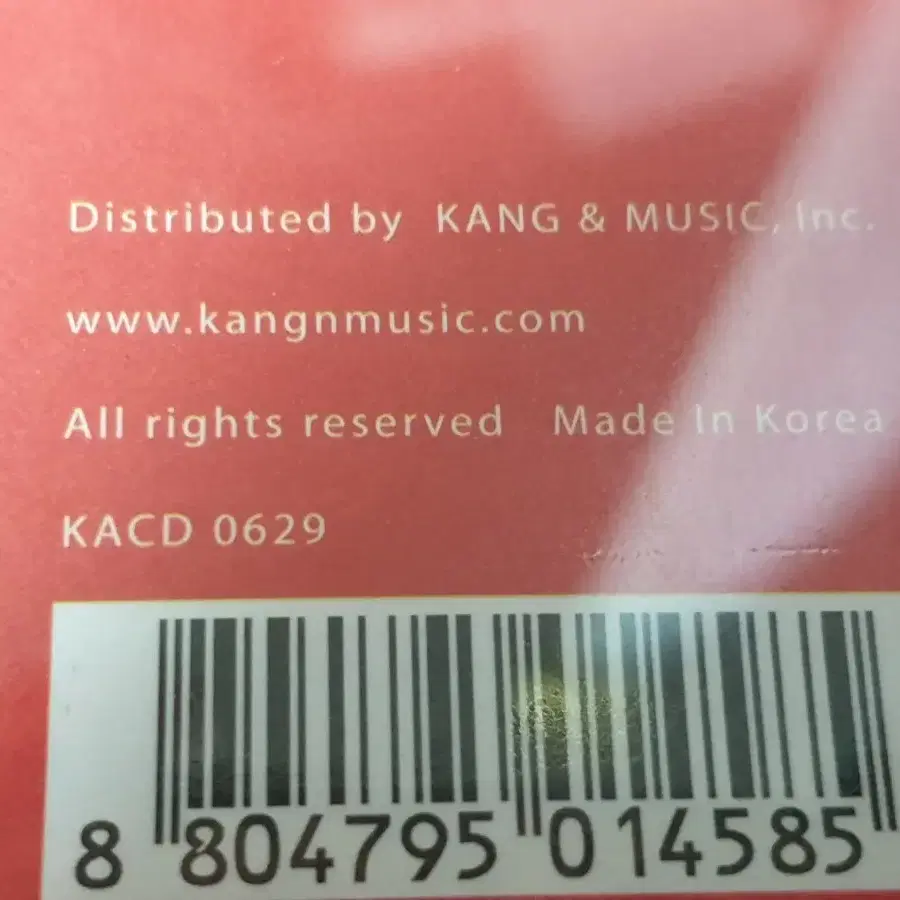 Distributed by KANG & MUSIC, Inc.
www.kangnmusic.com
All rights reserved Made In Korea
KACD 0629
8 804795 014585